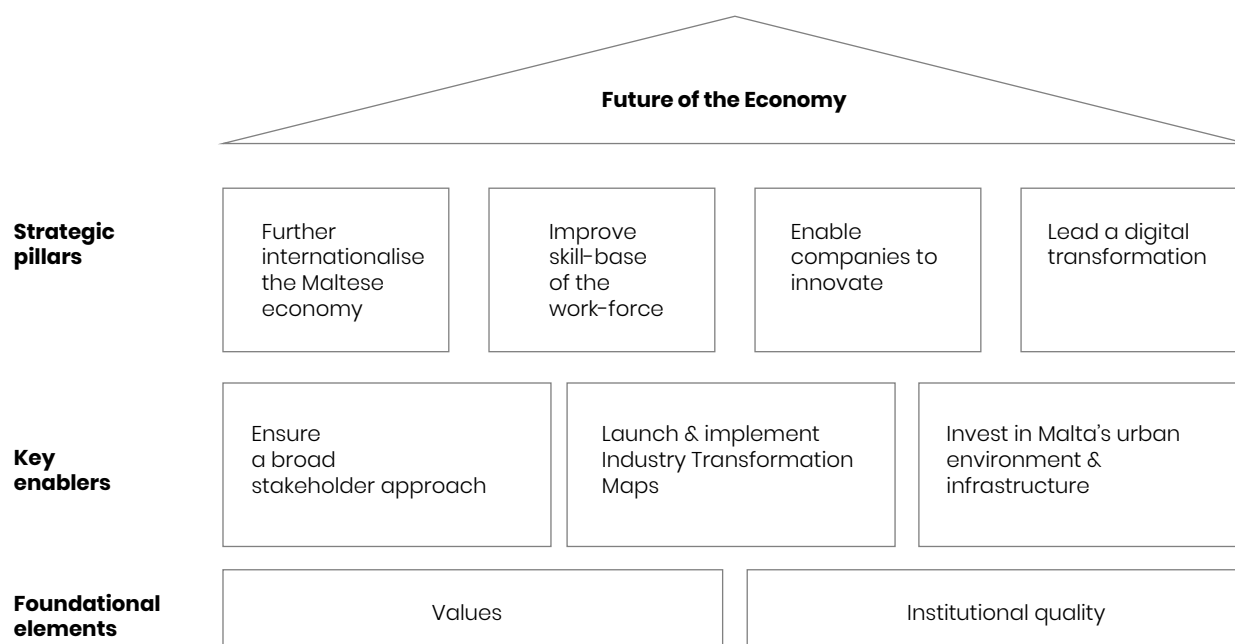 Future of the Economy
Strategic
pillars
Further
internationalise
the Maltese
economy
Improve
skill-base
of the
work-force
Enable
companies to
innovate
Lead a digital
transformation
Key
enablers
Ensure
a broad
stakeholder approach
Launch & implement
Industry Transformation
Maps
Invest in Malta's urban
environment &
infrastructure
Foundational
elements
Values
Institutional quality